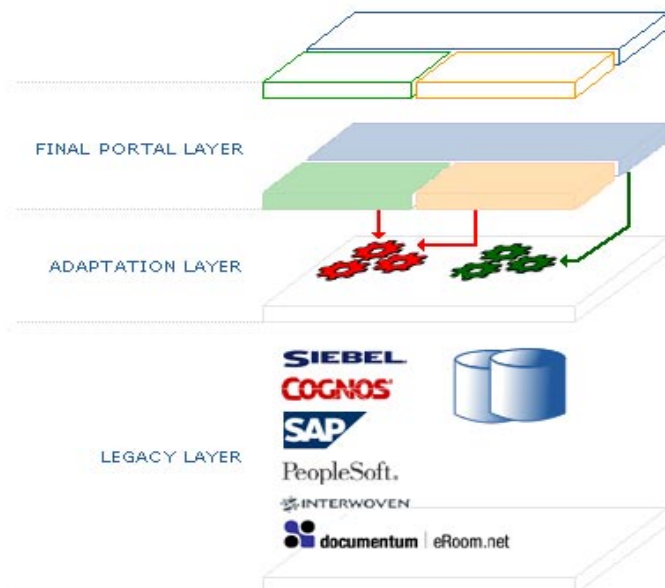 FINAL PORTAL LAYER
ADAPTATION LAYER
SIEBEL
COGNOS
SAP
LEGACY LAYER
PeopleSoft.
INTERWOVEN
documentum | eRoom.net